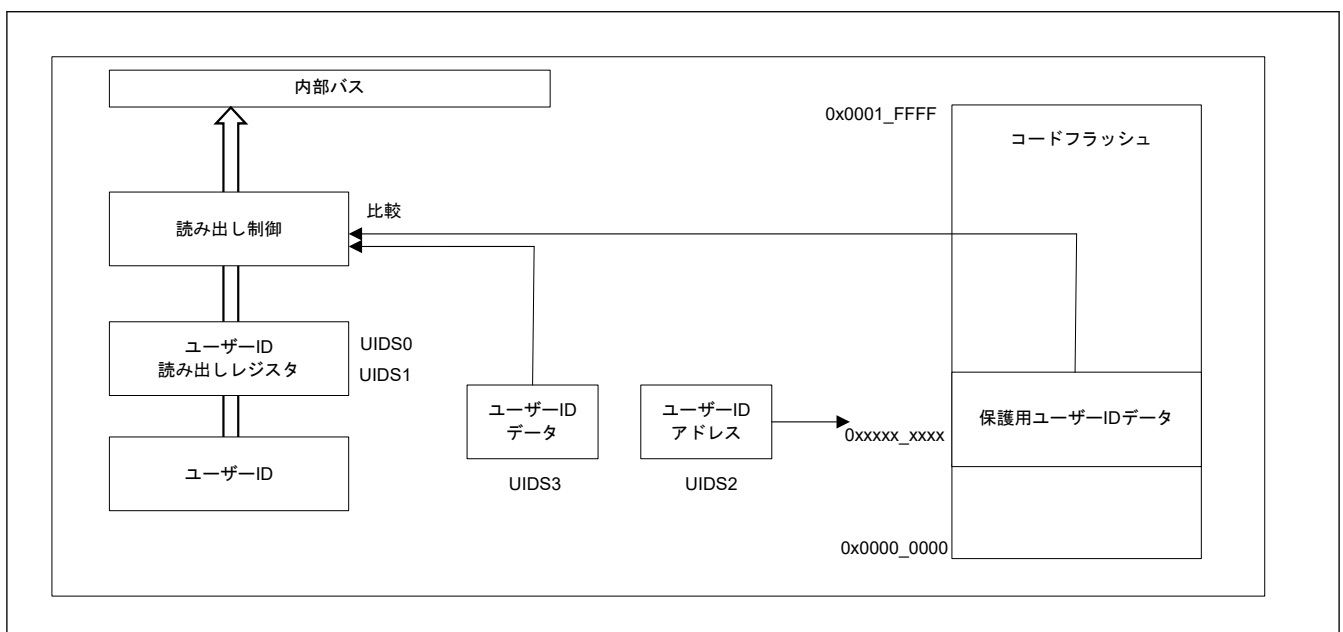 内部バス
0x0001_FFFF
コードフラッシュ
読み出し制御
比較
ユーザーID
読み出しレジスタ
UIDS0
UIDS1
ユーザーID
データ
UIDS3
ユーザーID
アドレス
UIDS2
0xxxxx_xxxx
保護用ユーザーIDデータ
ユーザーID
0x0000_0000